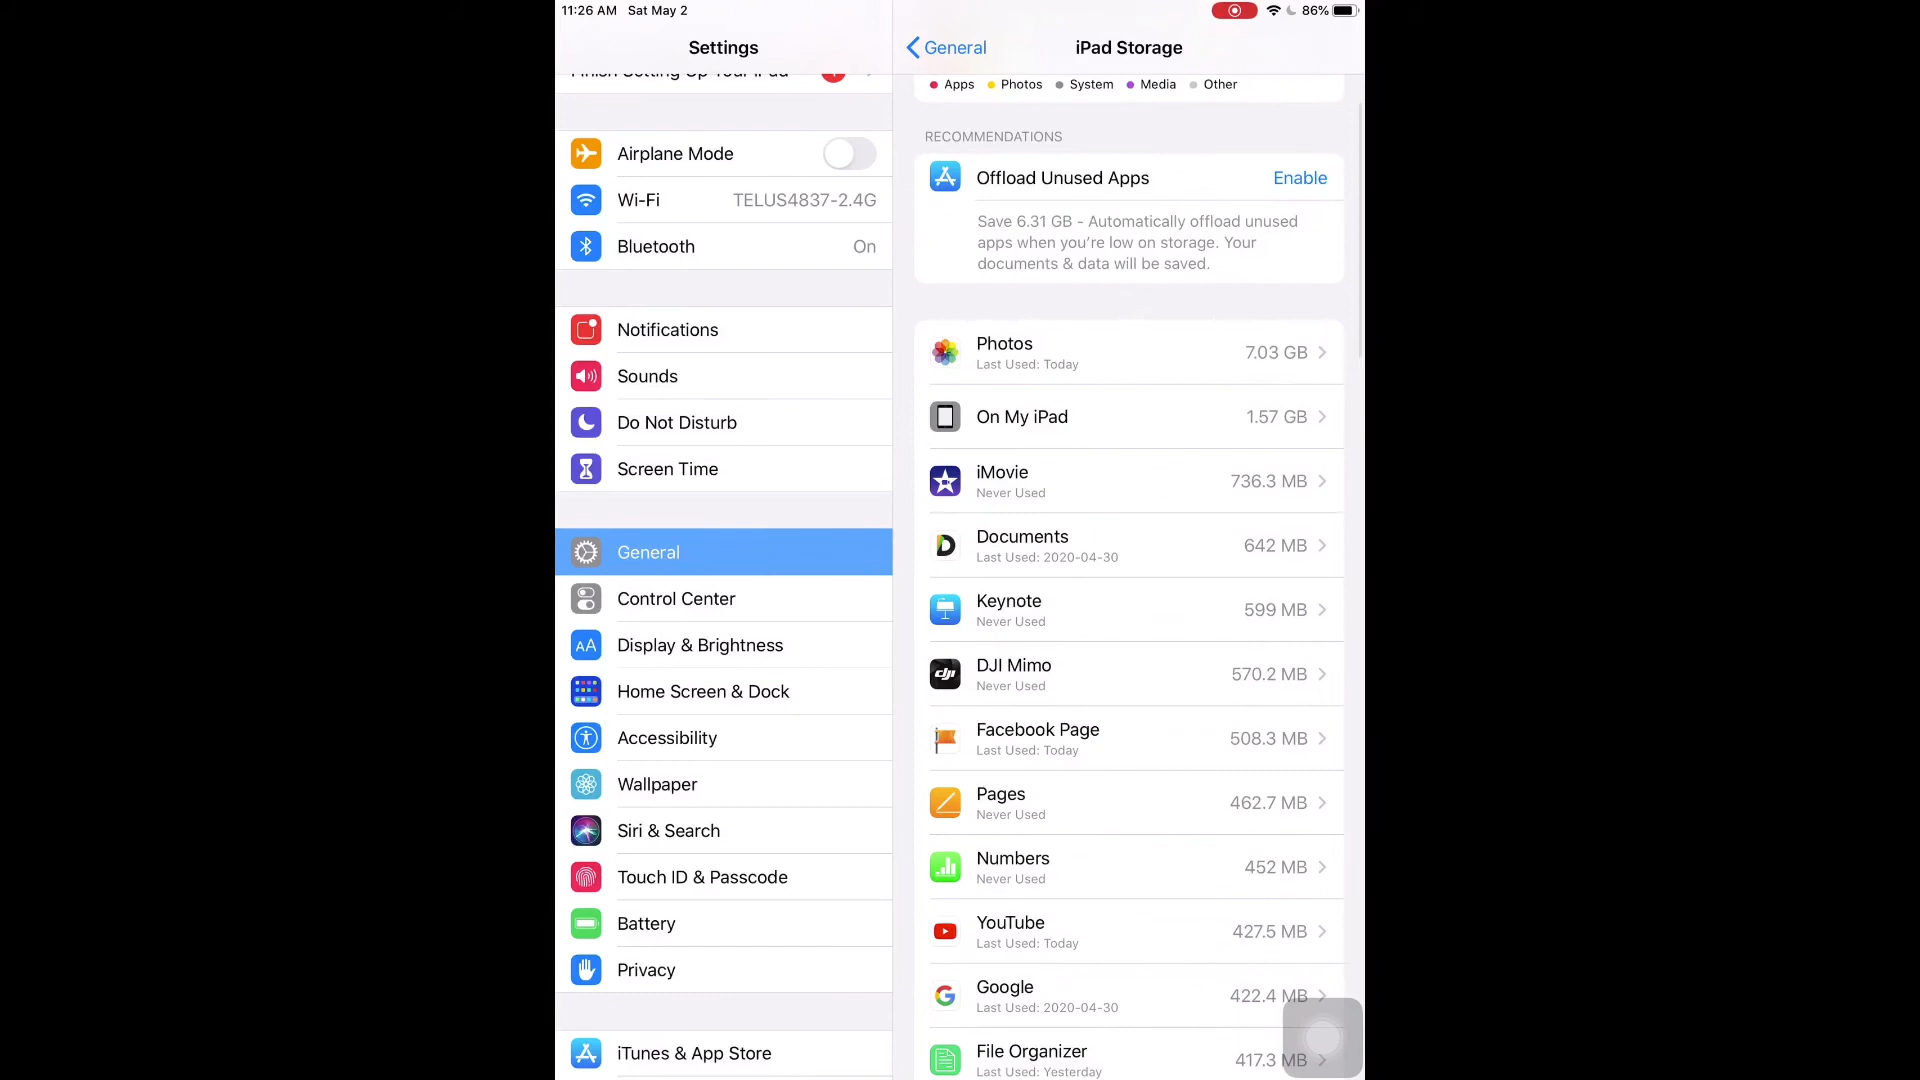 11:26 AM Sat May 2
86%
Settings
Finish Setting Up Your iPad
Airplane Mode
Wi-Fi TELUS4837-2.4G
Bluetooth On
Notifications
Sounds
Do Not Disturb
Screen Time
General
Control Center
AA Display & Brightness
Home Screen & Dock
Accessibility
Wallpaper
Siri & Search
Touch ID & Passcode
Battery
Privacy
iTunes & App Store
General iPad Storage
Apps Photos System Media Other
RECOMMENDATIONS
Offload Unused Apps Enable
Save 6.31 GB - Automatically offload unused
apps when you're low on storage. Your
documents & data will be saved.
Photos 7.03 GB
Last Used: Today
On My iPad 1.57 GB
iMovie 736.3 MB
Never Used
Documents 642 MB
Last Used: 2020-04-30
Keynote 599 MB
Never Used
dji DJI Mimo 570.2 MB
Never Used
Facebook Page 508.3 MB
Last Used: Today
Pages 462.7 MB
Never Used
Numbers 452 MB
Never Used
YouTube 427.5 MB
Last Used: Today
Google 422.4 MB
Last Used: 2020-04-30
File Organizer 417.3 MB
Last Used: Yesterday